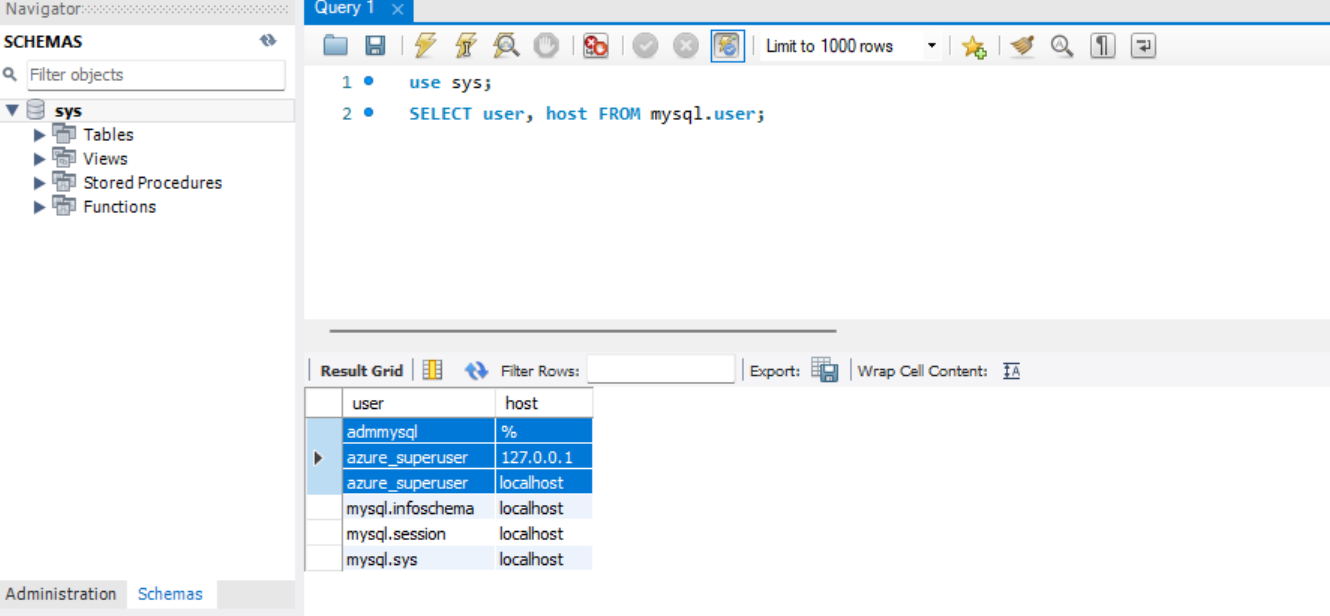 Navigator
Query 1
SCHEMAS
Limit to 1000 rows
Filter objects
1 use sys;
2 SELECT user, host FROM mysql.user;
sys
Tables
Views
Stored Procedures
Functions
Result Grid Filter Rows: Export: Wrap Cell Content: IA
user host
admmysql %
azure_superuser 127.0.0.1
azure_superuser localhost
mysql.infoschema localhost
mysql.session localhost
mysql.sys localhost
Administration Schemas